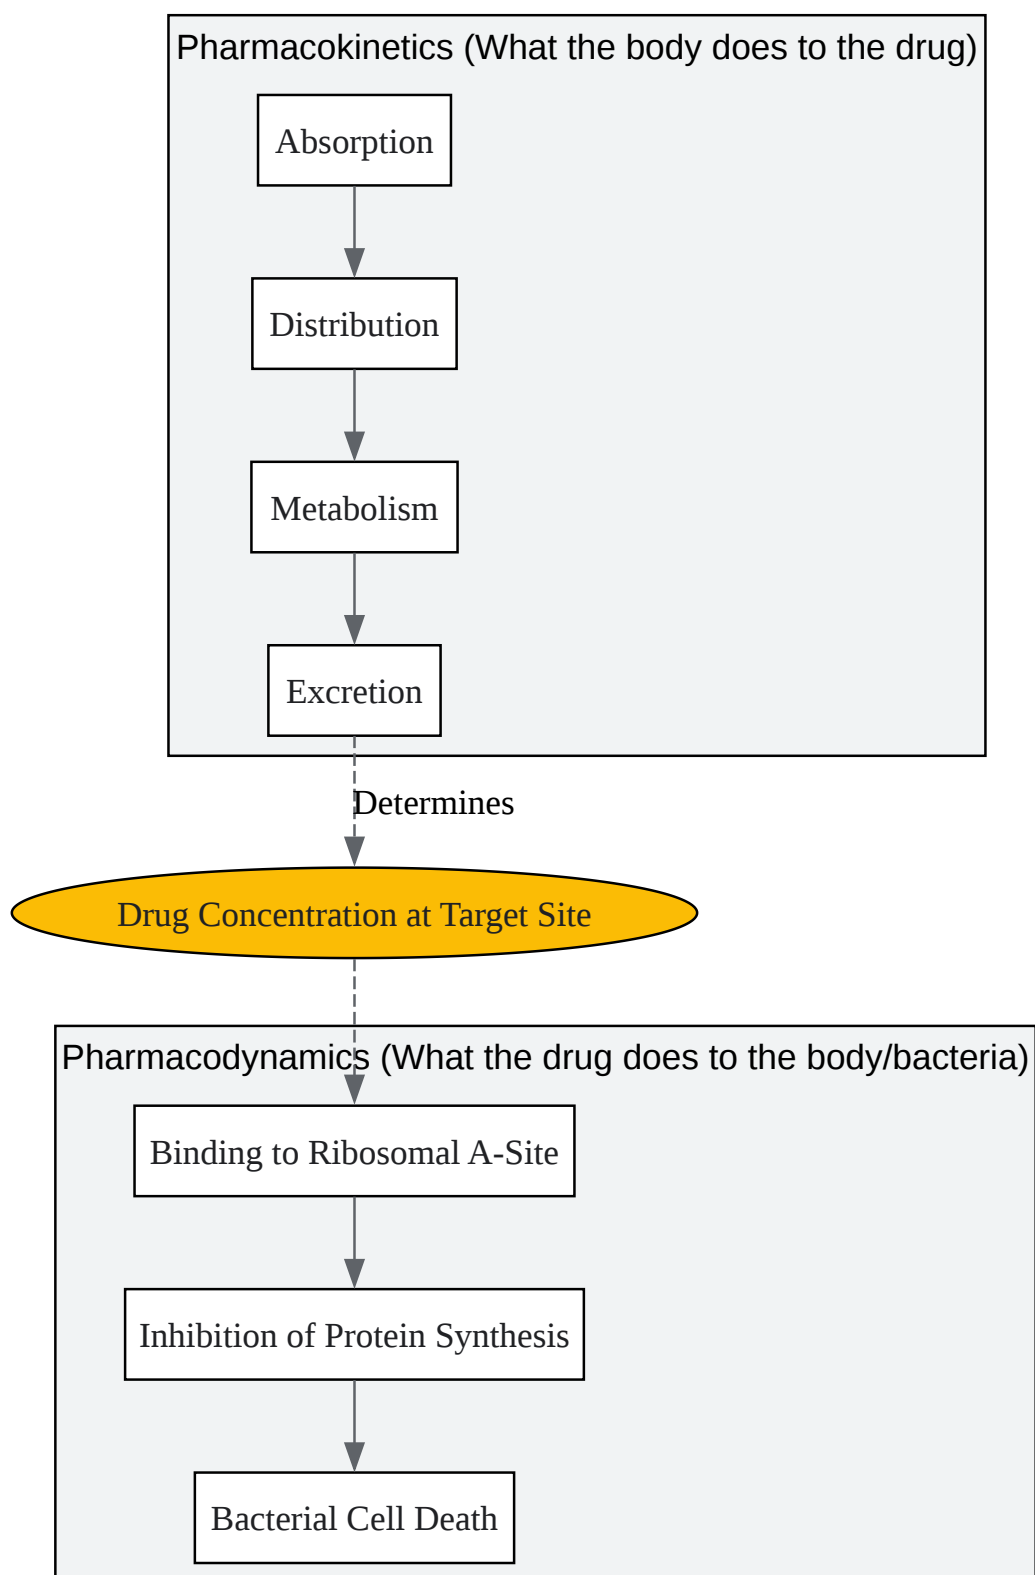 Pharmacokinetics (What the body does to the drug)
Absorption
Distribution
Metabolism
Excretion
Determines
Drug Concentration at Target Site
Pharmacodynamics (What the drug does to the body/bacteria)
Binding to Ribosomal A-Site
Inhibition of Protein Synthesis
Bacterial Cell Death